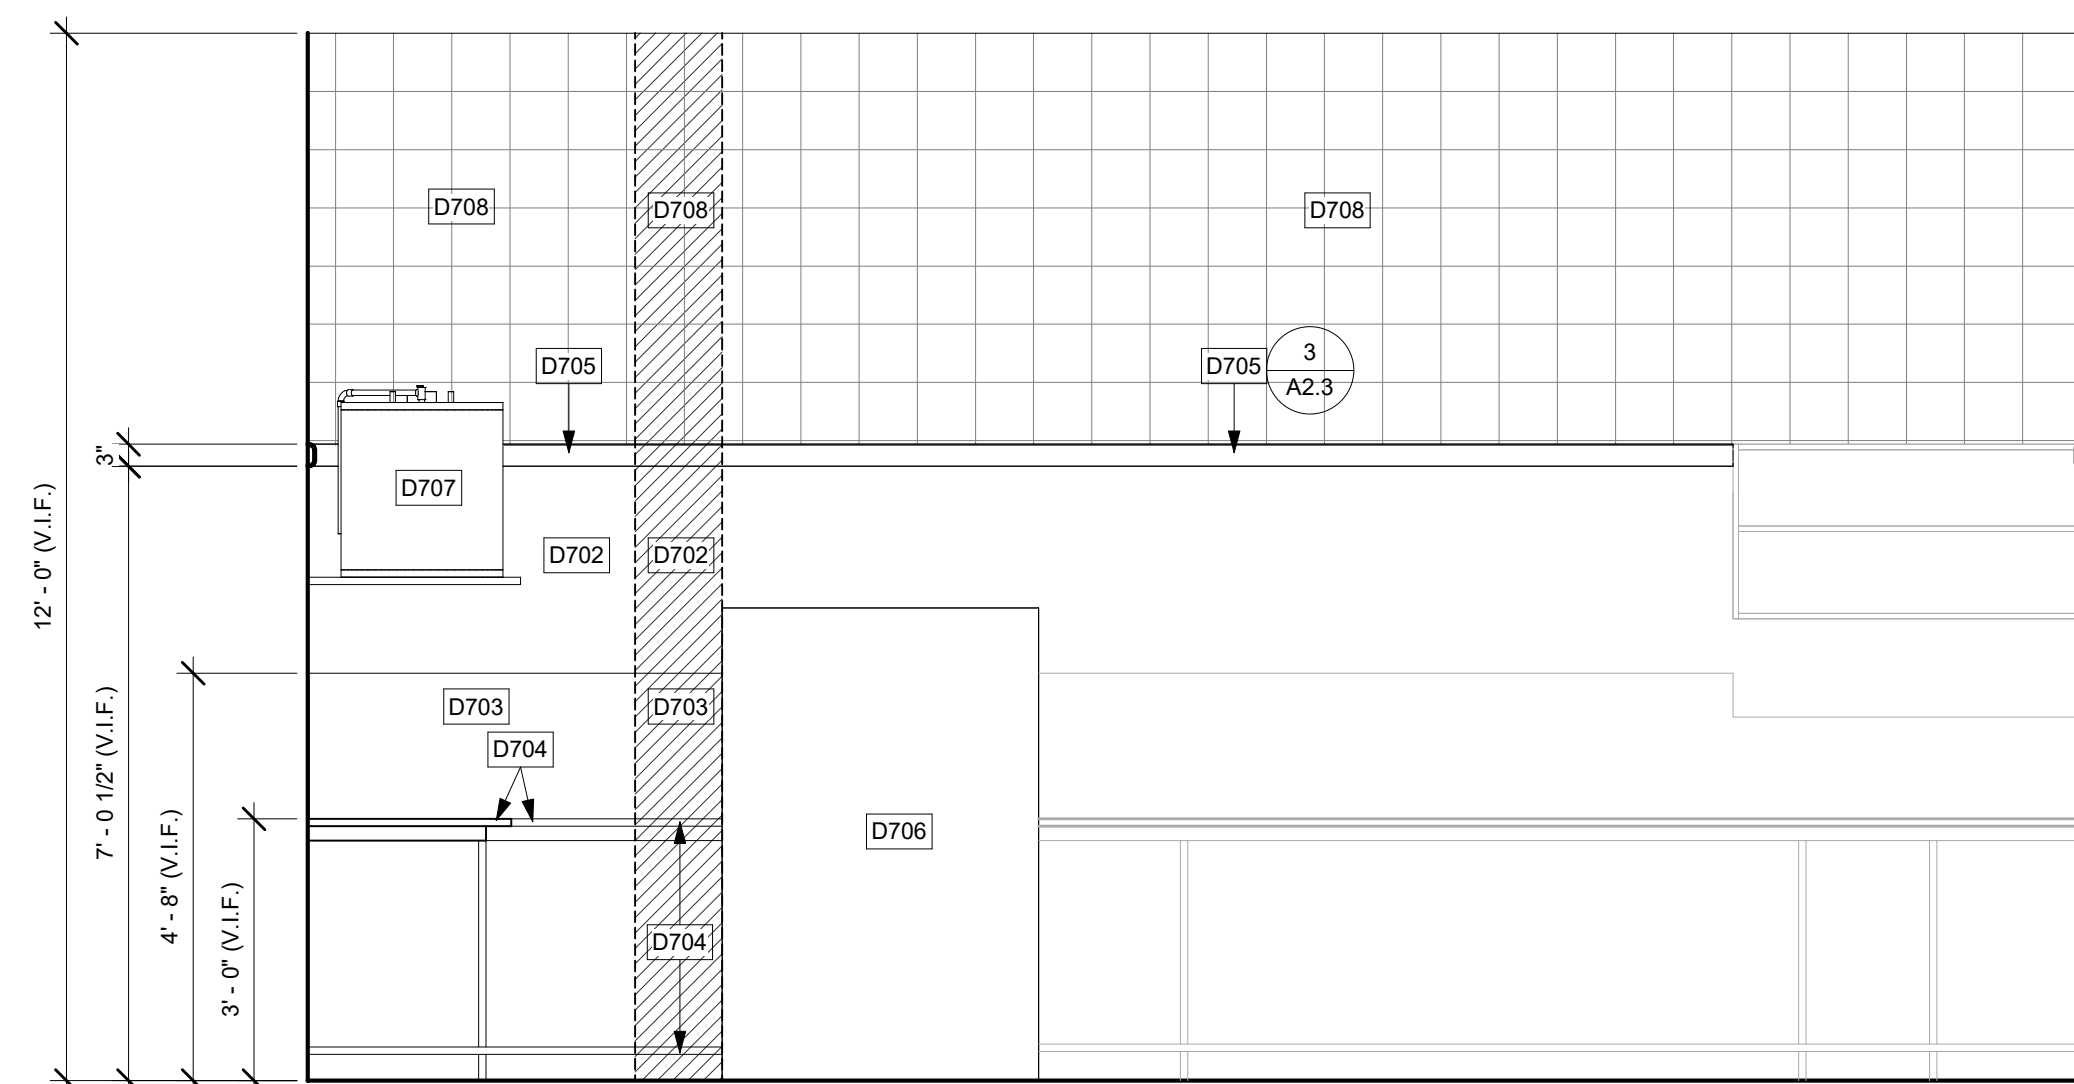 D708
D708
D708
D705
D705
3
A2.3
3"
D707
12' - 0" (V.I.F.)
D702
D702
7' - 0 1/2" (V.I.F.)
D703
D703
D704
4' - 8" (V.I.F.)
D706
3' - 0" (V.I.F.)
D704